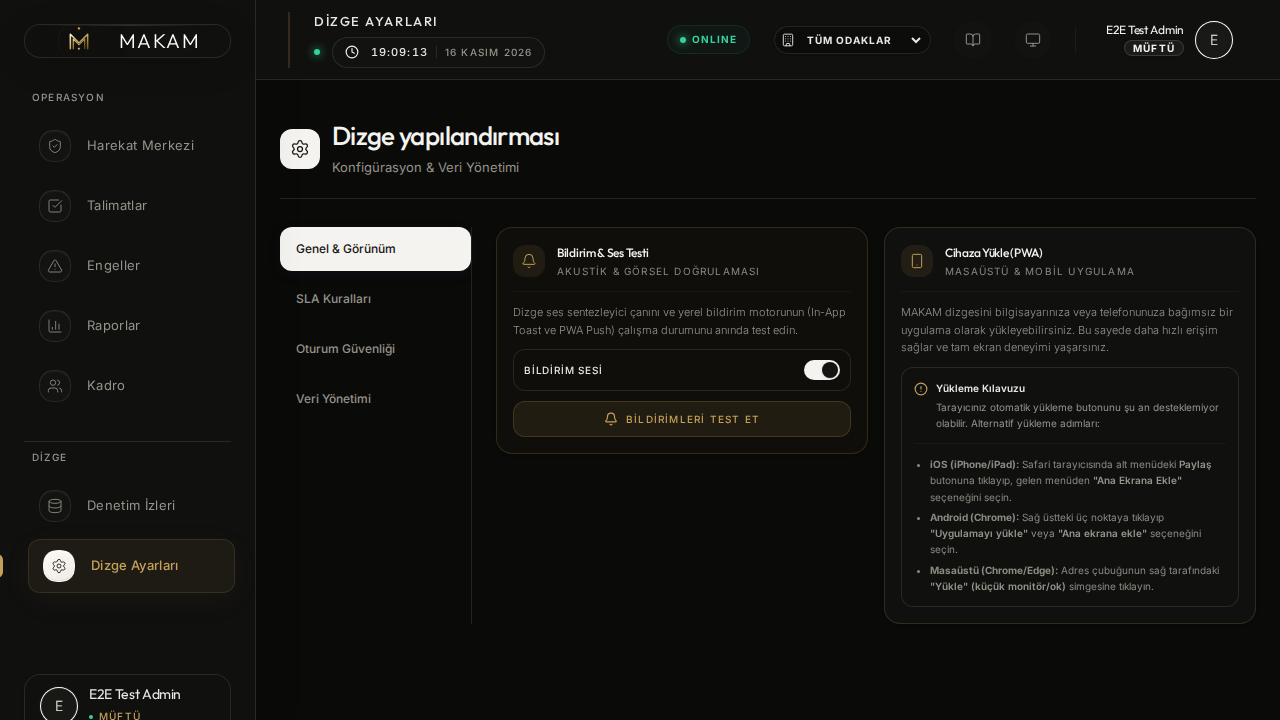 MAKAM
OPERASYON
Harekat Merkezi
Talimatlar
Engeller
Raporlar
Kadro
DİZGE
Denetim İzleri
Dizge Ayarları
E2E Test Admin
MÜFTÜ
DİZGE AYARLARI
19:09:13
16 KASIM 2026
ONLINE
TÜM ODAKLAR
E2E Test Admin
MÜFTÜ
E
Dizge yapılandırması
Konfigürasyon & Veri Yönetimi
Genel & Görünüm
SLA Kuralları
Oturum Güvenliği
Veri Yönetimi
Bildirim & Ses Testi
AKUSTİK & GÖRSEL DOĞRULAMASI
Dizge ses sentezleyici çanını ve yerel bildirim motorunun (In-App
Toast ve PWA Push) çalışma durumunu anında test edin.
BİLDİRİM SESİ
BİLDİRİMLERİ TEST ET
Cihaza Yükle (PWA)
MASAÜSTÜ & MOBİL UYGULAMA
MAKAM dizgesini bilgisayarınıza veya telefonunuza bağımsız bir
uygulama olarak yükleyebilirsiniz. Bu sayede daha hızlı erişim
sağlar ve tam ekran deneyimi yaşarsınız.
Yükleme Kılavuzu
Tarayıcınız otomatik yükleme butonunu şu an desteklemiyor
olabilir. Alternatif yükleme adımları:
• iOS (iPhone/iPad): Safari tarayıcısında alt menüdeki Paylaş
butonuna tıklayıp, gelen menüden "Ana Ekrana Ekle"
seçeneğini seçin.
• Android (Chrome): Sağ üstteki üç noktaya tıklayıp
"Uygulamayı yükle" veya "Ana ekrana ekle" seçeneğini
seçin.
• Masaüstü (Chrome/Edge): Adres çubuğunun sağ tarafındaki
"Yükle" (küçük monitör/ok) simgesine tıklayın.
E